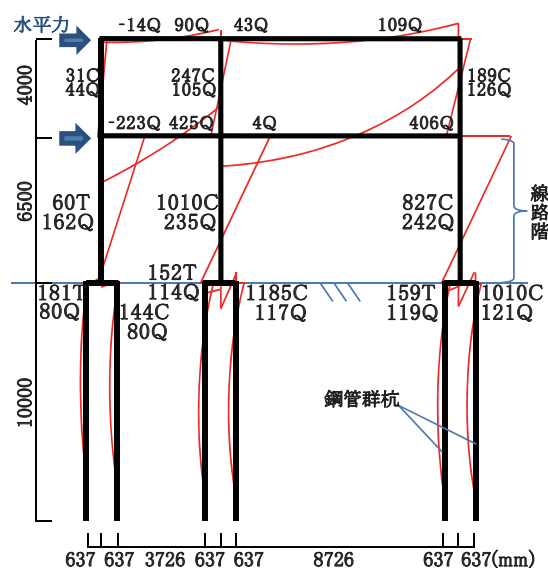 水平力
-14Q 90Q 43Q 109Q
4000
31C 247C 189C
44Q 105Q 126Q
-223Q 425Q 4Q 406Q
6500
線路階
60T 1010C 827C
162Q 235Q 242Q
152T
114Q
181T 144C 1185C 159T 1010C
80Q 80Q 117Q 119Q 121Q
10000
鋼管群杭
637 637 3726 637 637 8726 637 637(mm)